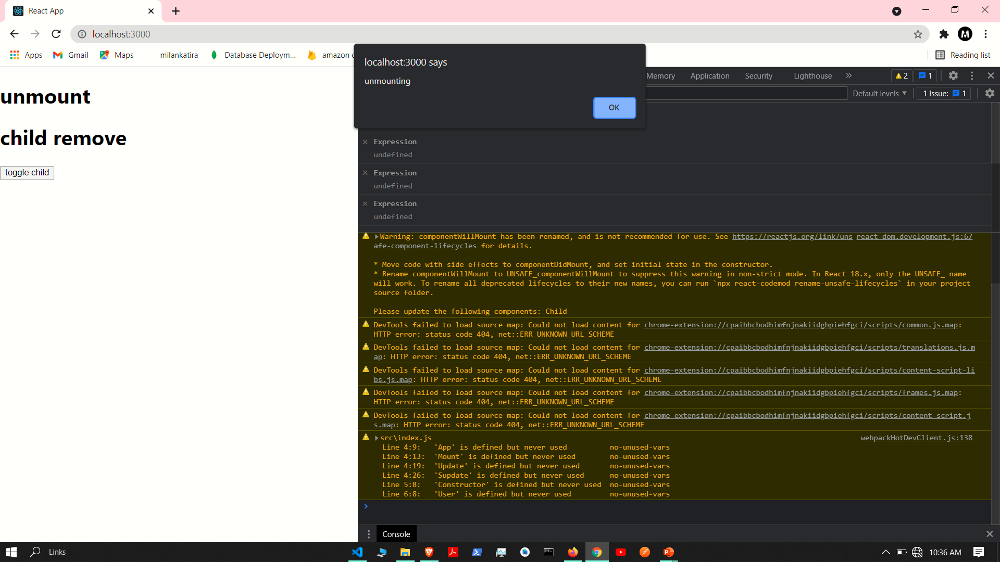 React App
localhost:3000
Apps
Gmail
Maps
milankatira
Database Deploym...
amazon
Reading list
localhost:3000 says
unmounting
OK
Memory
Application
Security
Lighthouse
2
1
Default levels
1 Issue:
1
unmount
child remove
toggle child
Expression
undefined
Expression
undefined
Expression
undefined
Warning: componentWillMount has been renamed, and is not recommended for use. See https://reactjs.org/link/uns react-dom.development.js:67
afe-component-lifecycles for details.
* Move code with side effects to componentDidMount, and set initial state in the constructor.
* Rename componentWillMount to UNSAFE_componentWillMount to suppress this warning in non-strict mode. In React 18.x, only the UNSAFE_ name
will work. To rename all deprecated lifecycles to their new names, you can run `npx react-codemod rename-unsafe-lifecycles` in your project
source folder.
Please update the following components: Child
DevTools failed to load source map: Could not load content for chrome-extension://cpaibbcbodhimfnjnakiidgbpiehfgci/scripts/common.js.map:
HTTP error: status code 404, net::ERR_UNKNOWN_URL_SCHEME
DevTools failed to load source map: Could not load content for chrome-extension://cpaibbcbodhimfnjnakiidgbpiehfgci/scripts/translations.js.m
ap: HTTP error: status code 404, net::ERR_UNKNOWN_URL_SCHEME
DevTools failed to load source map: Could not load content for chrome-extension://cpaibbcbodhimfnjnakiidgbpiehfgci/scripts/content-script-li
bs.js.map: HTTP error: status code 404, net::ERR_UNKNOWN_URL_SCHEME
DevTools failed to load source map: Could not load content for chrome-extension://cpaibbcbodhimfnjnakiidgbpiehfgci/scripts/frames.js.map:
HTTP error: status code 404, net::ERR_UNKNOWN_URL_SCHEME
DevTools failed to load source map: Could not load content for chrome-extension://cpaibbcbodhimfnjnakiidgbpiehfgci/scripts/content-script.j
s.map: HTTP error: status code 404, net::ERR_UNKNOWN_URL_SCHEME
src\index.js webpackHotDevClient.js:138
Line 4:9: 'App' is defined but never used no-unused-vars
Line 4:13: 'Mount' is defined but never used no-unused-vars
Line 4:19: 'Update' is defined but never used no-unused-vars
Line 4:26: 'Supdate' is defined but never used no-unused-vars
Line 5:8: 'Constructor' is defined but never used no-unused-vars
Line 6:8: 'User' is defined but never used no-unused-vars
Console
Links
10:36 AM